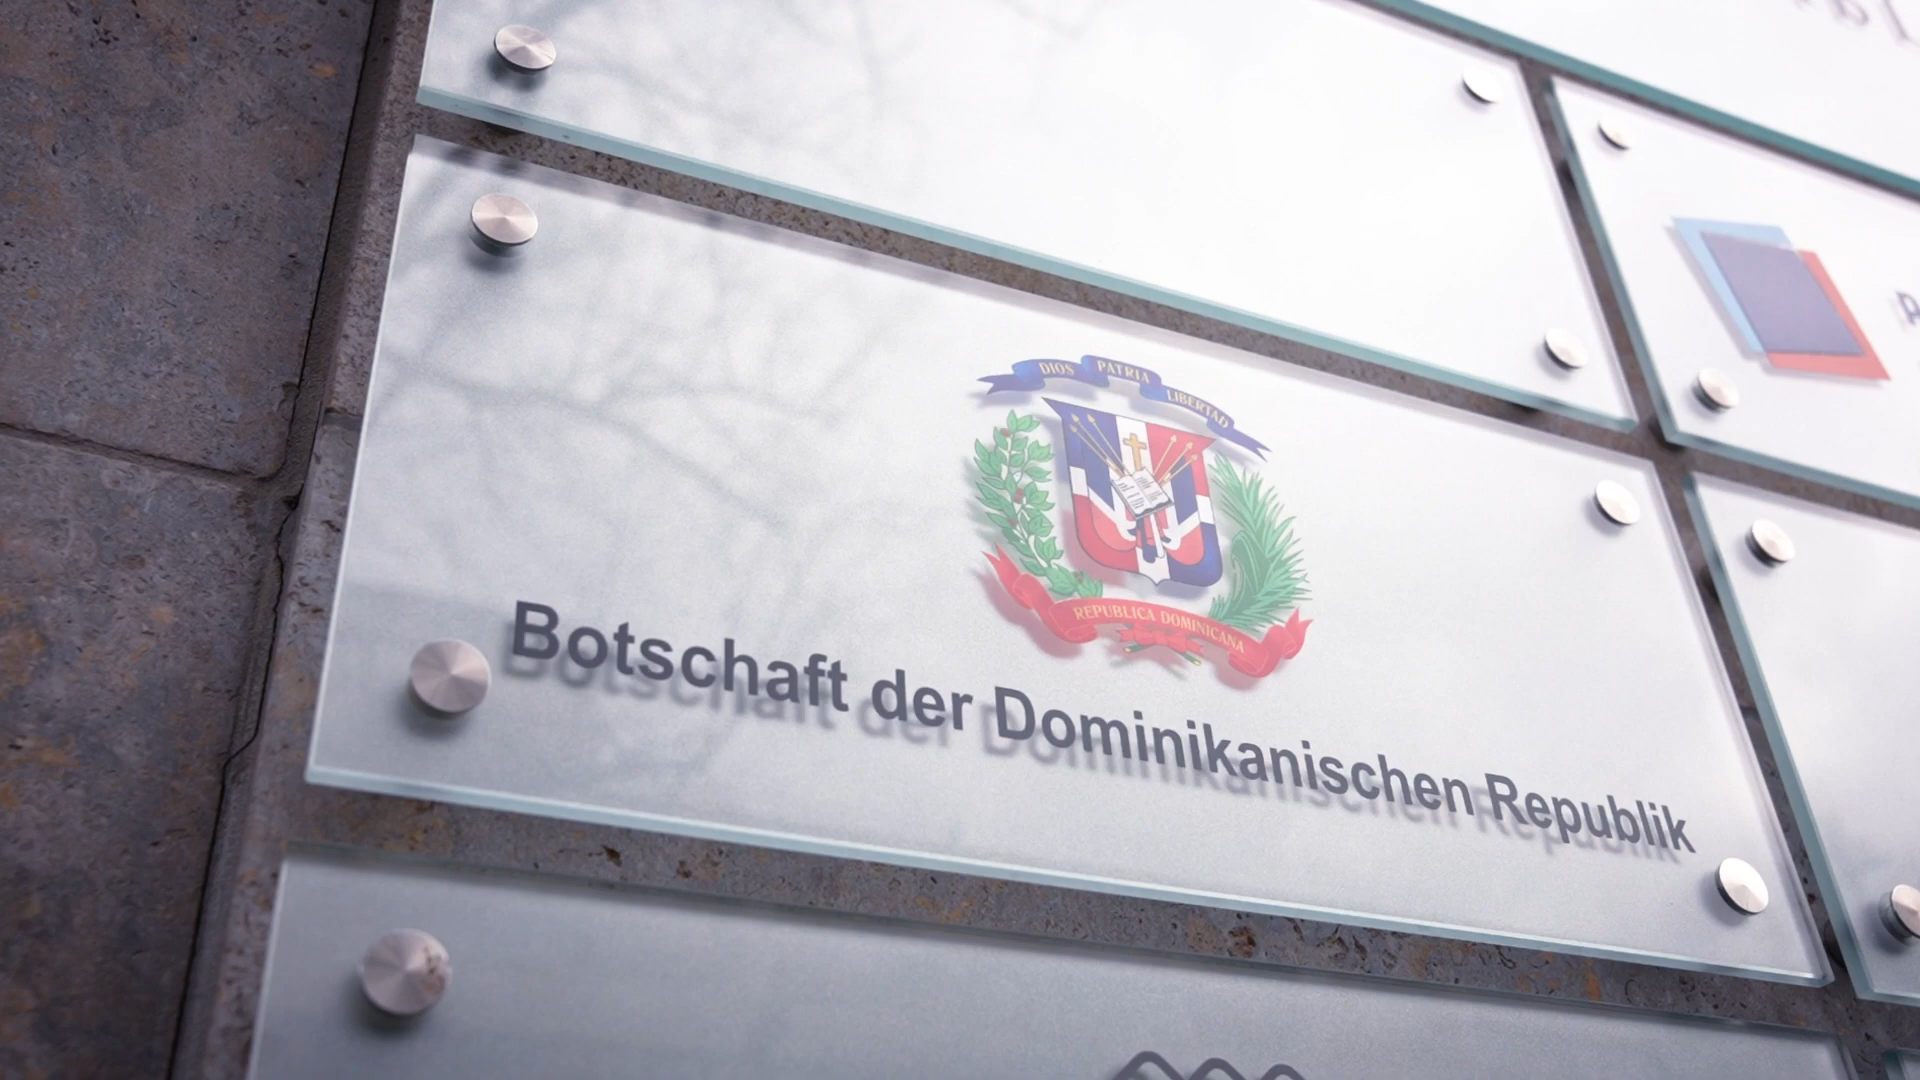 DIOS PATRIA LIBERTAD
REPUBLICA DOMINICANA
Botschaft der Dominikanischen Republik